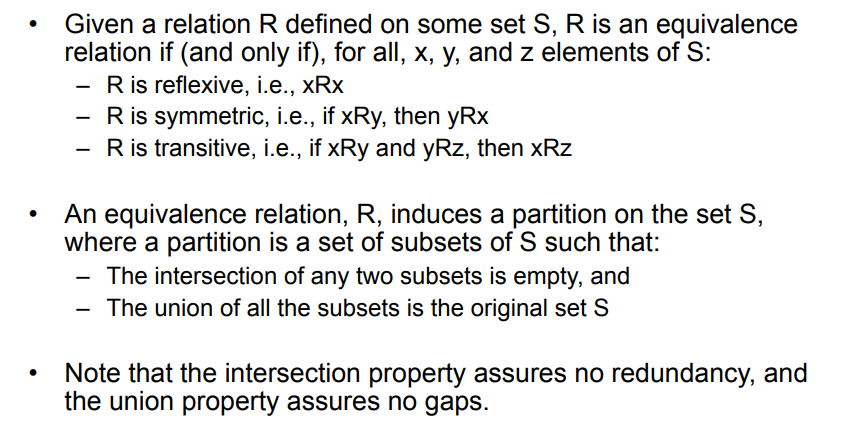 • Given a relation R defined on some set S, R is an equivalence
relation if (and only if), for all, x, y, and z elements of S:
– R is reflexive, i.e., xRx
– R is symmetric, i.e., if xRy, then yRx
– R is transitive, i.e., if xRy and yRz, then xRz
• An equivalence relation, R, induces a partition on the set S,
where a partition is a set of subsets of S such that:
– The intersection of any two subsets is empty, and
– The union of all the subsets is the original set S
• Note that the intersection property assures no redundancy, and
the union property assures no gaps.